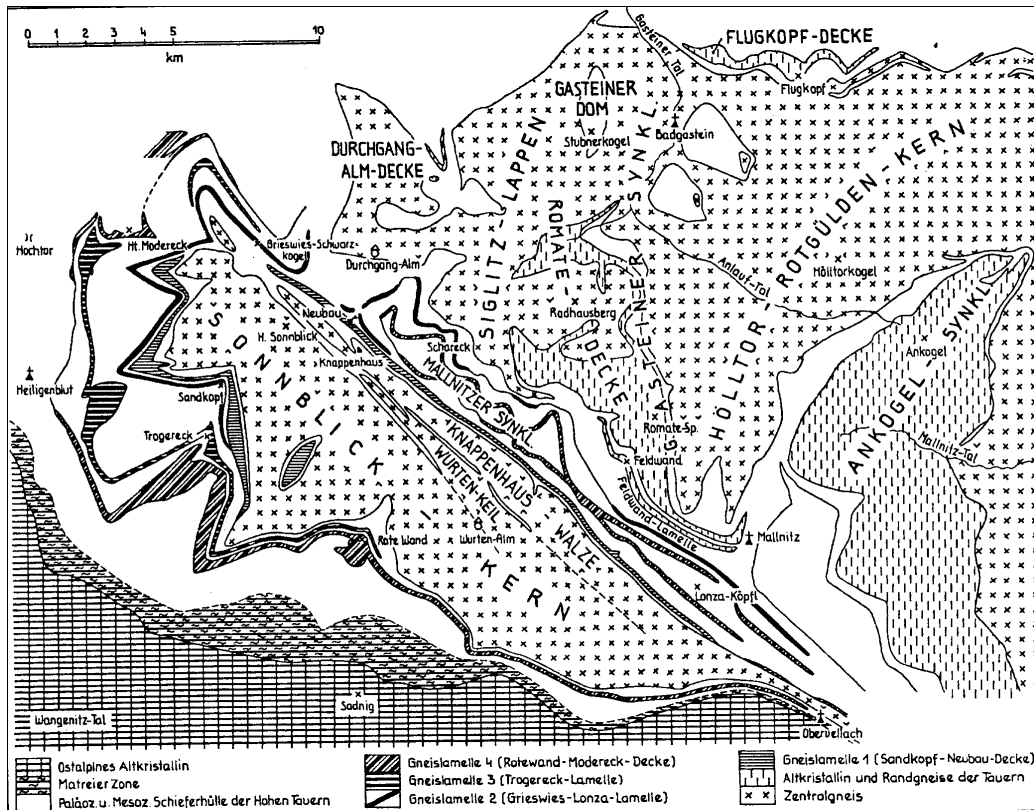 0 1 2 3 4 5 10
km
Gasteiner Tal
FLUGKOPF-DECKE
Flugkopf
GASTEINER
DOM
Stubnerkogel
Badgastein
DURCHGANG-
ALM-DECKE
SIGLITZ-LAPPEN
GASTEINER SYNKL.
ROMATE-DECKE
HÖLLTOR-ROTGÜLDEN-KERN
Hochtor
Ht. Modereck
Grieswies-Schwarz-
kogel
Durchgang-Alm
Anlauf-Tal
Hölltorkogel
Neubau
Radhausberg
H. Sonnblick
Schareck
Ankogel
Knappenhaus
MALLNITZER SYNKL.
Heiligenblut
Sandkopf
SONNBLICK-KERN
ANKOGEL-SYNKL.
Trogereck
KNAPPENHAUS
WALZE
WURTEN-KEIL
Romate-Sp.
Mallnitz-Tal
Feldwand
Feldwand-Lamelle
Rote Wand
Wurten-Alm
Mallnitz
Lonza-Köpfl
Sadnig
Wangenitz-Tal
Obervellach
Ostalpines Altkristallin
Matreier Zone
Paläoz. u. Mesoz. Schieferhülle der Hohen Tauern
Gneislamelle 4 (Rotewand-Modereck-Decke)
Gneislamelle 3 (Trogereck-Lamelle)
Gneislamelle 2 (Grieswies-Lonza-Lamelle)
Gneislamelle 1 (Sandkopf-Neubau-Decke)
Altkristallin und Randgneise der Tauern
Zentralgneis